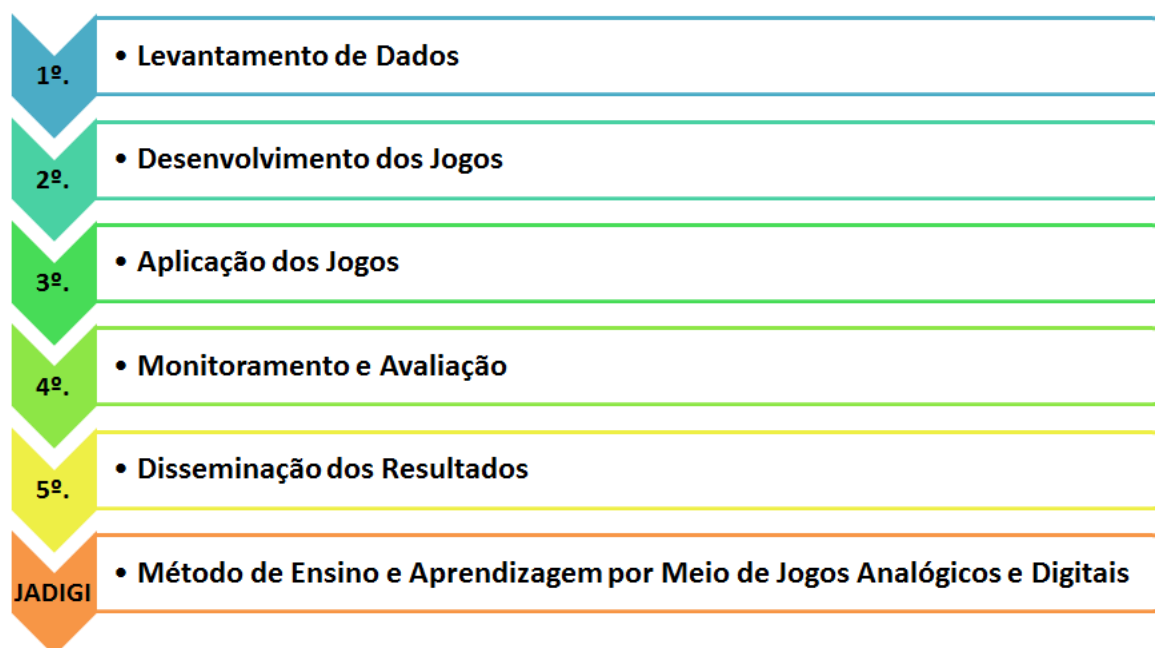 1º.
• Levantamento de Dados
2º.
• Desenvolvimento dos Jogos
3º.
• Aplicação dos Jogos
4º.
• Monitoramento e Avaliação
5º.
• Disseminação dos Resultados
JADIGI
• Método de Ensino e Aprendizagem por Meio de Jogos Analógicos e Digitais